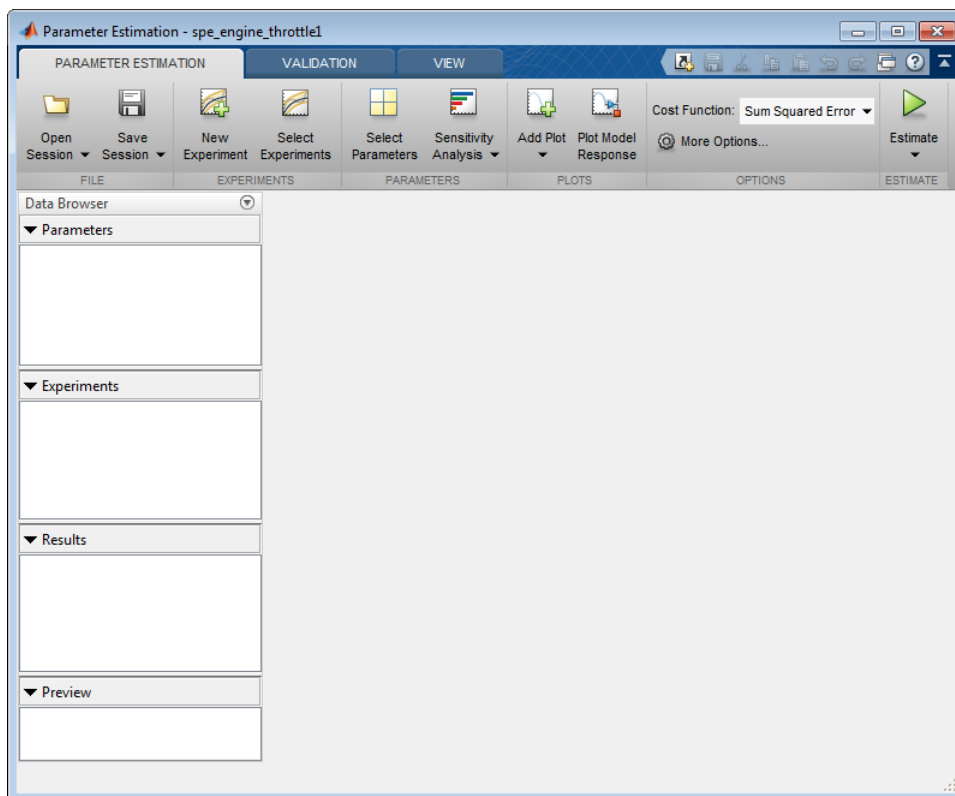 Parameter Estimation - spe_engine_throttle1
PARAMETER ESTIMATION VALIDATION VIEW
Open Session
Save Session
New Experiment
Select Experiments
Select Parameters
Sensitivity Analysis
Add Plot
Plot Model Response
Cost Function: Sum Squared Error
More Options...
Estimate
FILE EXPERIMENTS PARAMETERS PLOTS OPTIONS ESTIMATE
Data Browser
Parameters
Experiments
Results
Preview